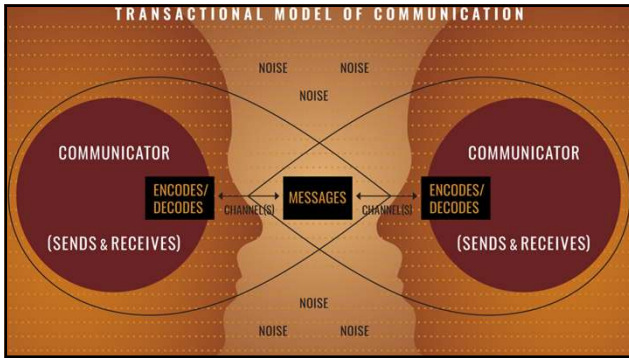 TRANSACTIONAL MODEL OF COMMUNICATION
NOISE NOISE
NOISE
COMMUNICATOR
ENCODES/
DECODES
(SENDS & RECEIVES)
CHANNEL(S)
MESSAGES
CHANNEL(S)
COMMUNICATOR
ENCODES/
DECODES
(SENDS & RECEIVES)
NOISE
NOISE NOISE